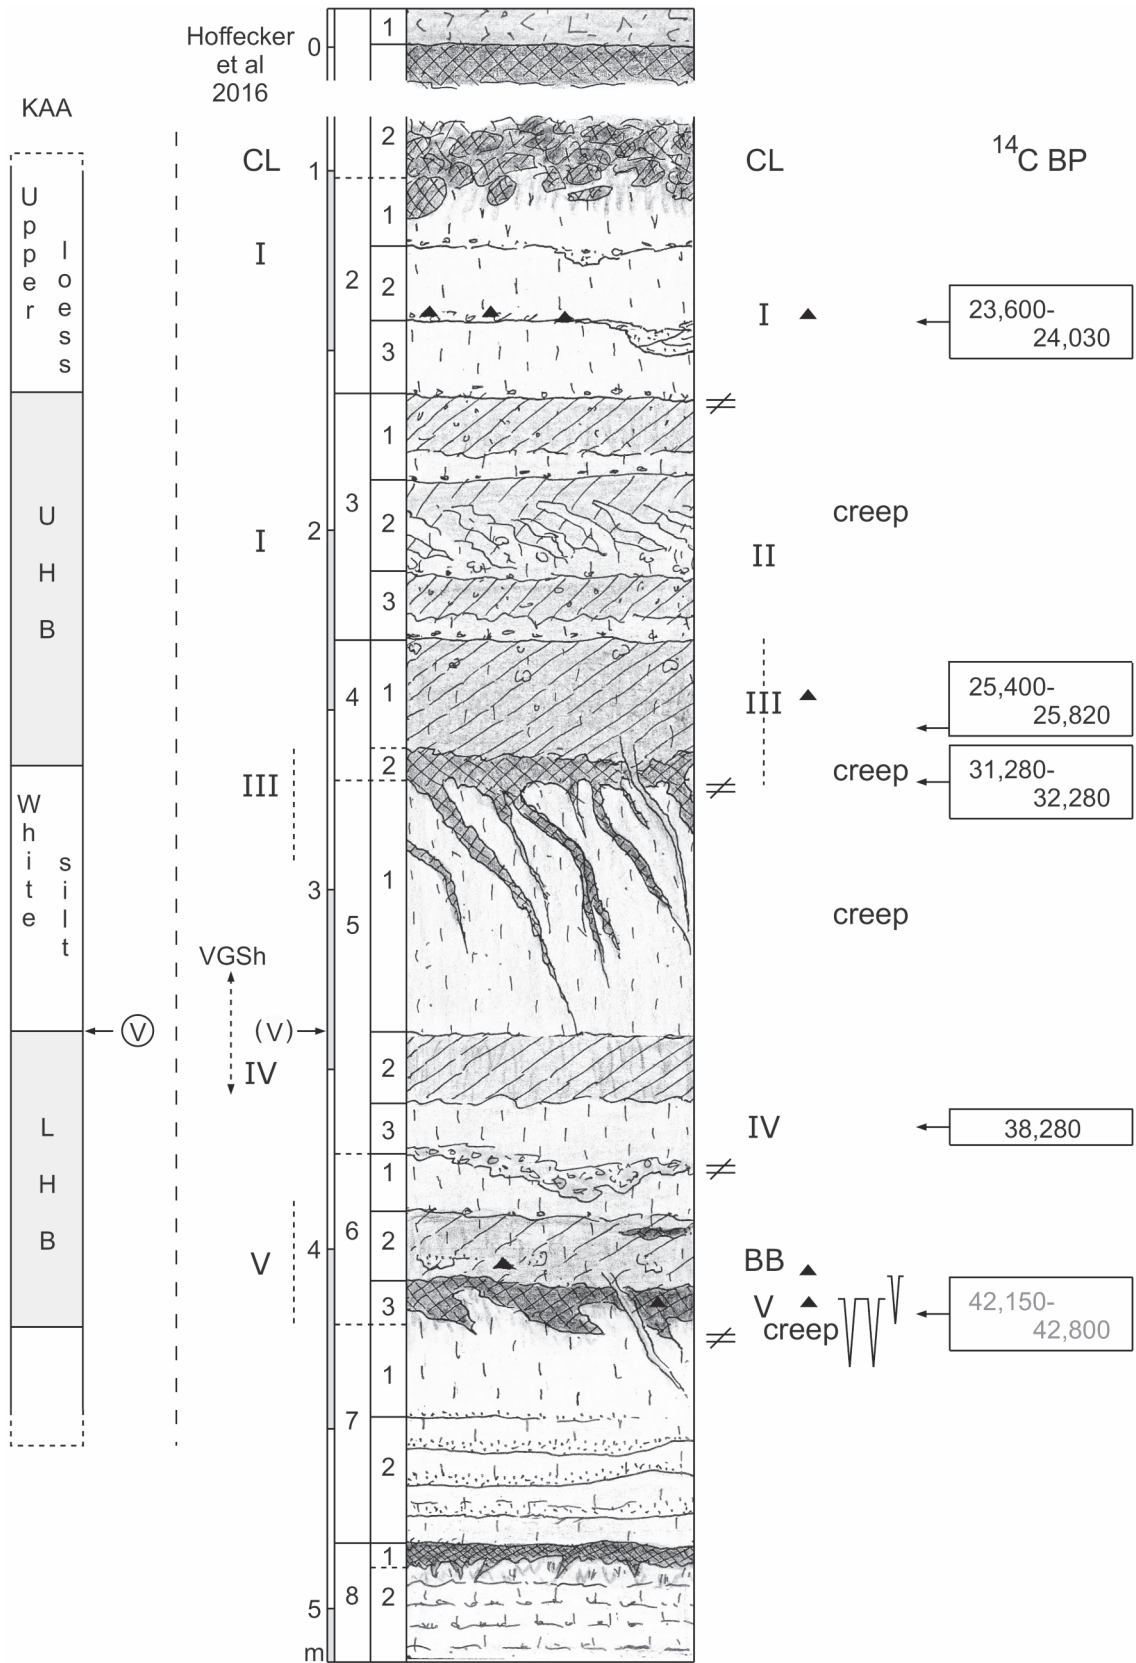 Hoffecker
et al
2016
KAA
CL
CL
14C BP
0
1
2
3
4
5
m
Upper
loess
U
H
B
White
silt
L
H
B
V
I
I
III
VGSh
(V)
IV
V
1
2
1
2
2
3
3
1
2
3
4
1
2
5
1
2
3
6
1
2
3
7
1
2
8
1
2
I
23,600-
24,030
creep
II
III
25,400-
25,820
creep
31,280-
32,280
creep
IV
38,280
BB
V
creep
42,150-
42,800